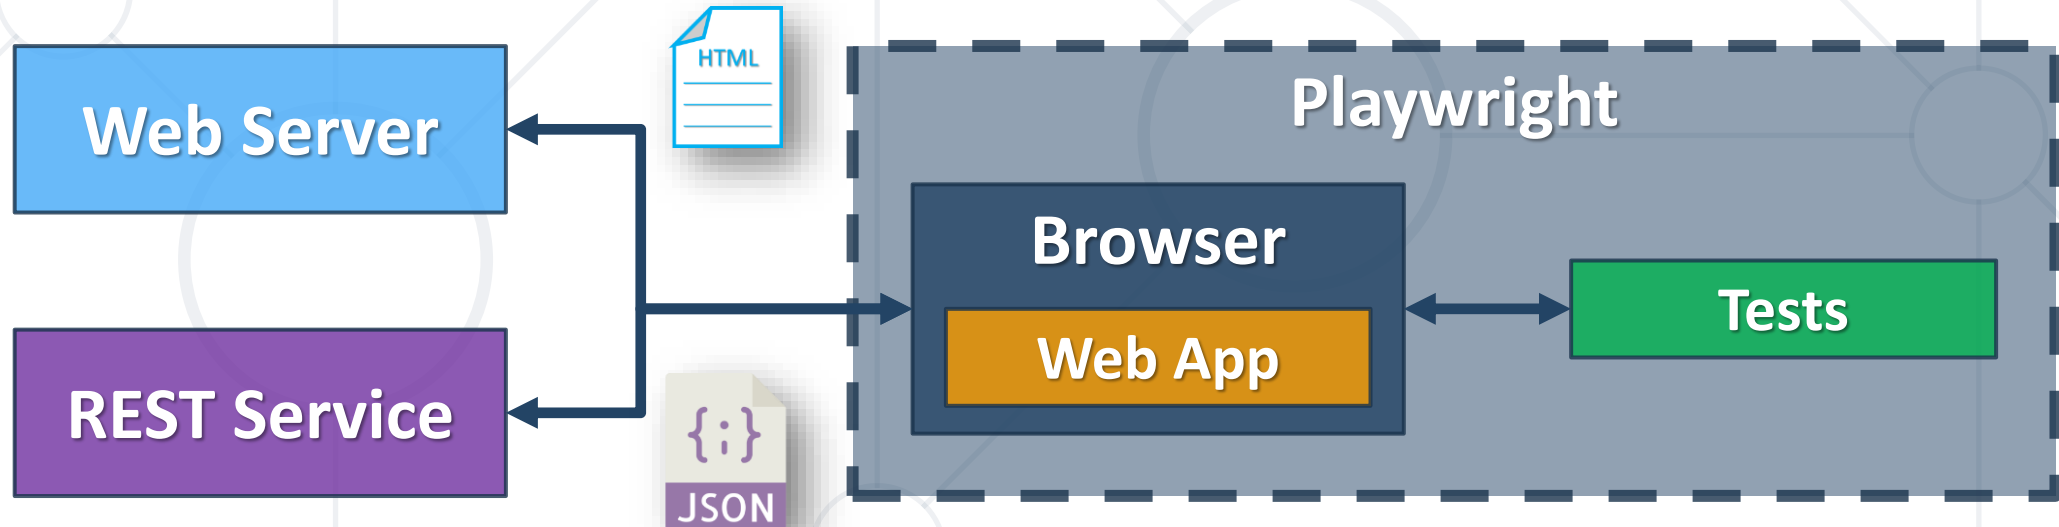 Web Server
HTML
Playwright
Browser
Web App
Tests
REST Service
{;}
JSON